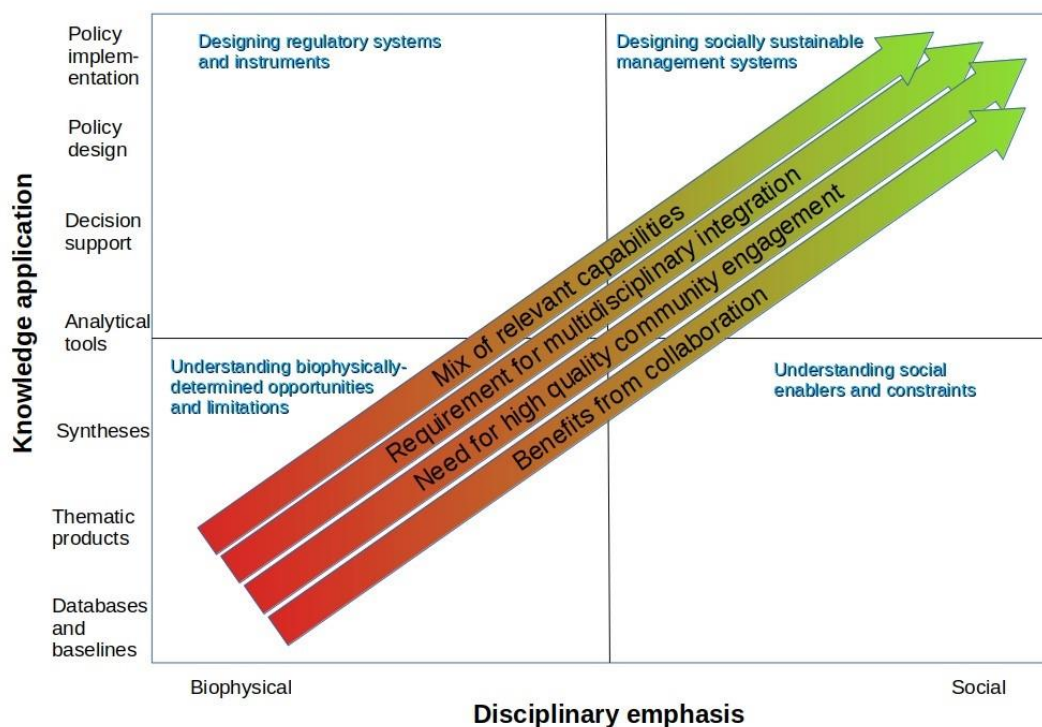 Policy
implem-
entation
Policy
design
Decision
support
Analytical
tools
Syntheses
Thematic
products
Databases
and
baselines
Knowledge application
Designing regulatory systems
and instruments
Designing socially sustainable
management systems
Understanding biophysically-
determined opportunities
and limitations
Understanding social
enablers and constraints
Mix of relevant capabilities
Requirement for multidisciplinary integration
Need for high quality community engagement
Benefits from collaboration
Biophysical
Social
Disciplinary emphasis